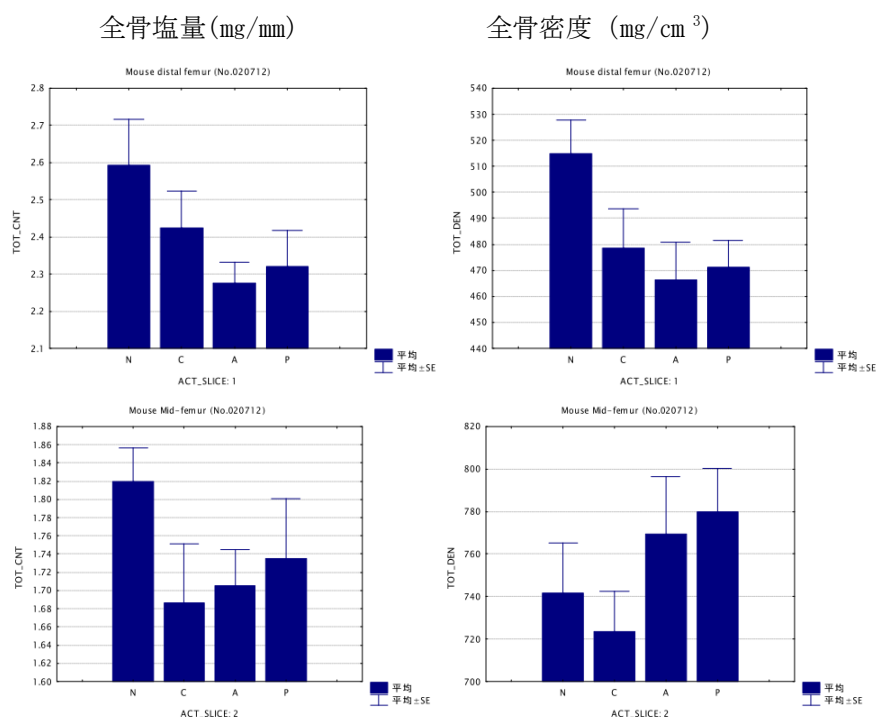 全骨塩量(mg/mm)
全骨密度 (mg/cm³)
Mouse distal femur (No.020712)
TOT_CNT
2.8
2.7
2.6
2.5
2.4
2.3
2.2
2.1
N C A P
ACT_SLICE: 1
平均
平均±SE
Mouse distal femur (No.020712)
TOT_DEN
540
530
520
510
500
490
480
470
460
450
440
N C A P
ACT_SLICE: 1
平均
平均±SE
Mouse Mid-femur (No.020712)
TOT_CNT
1.88
1.86
1.84
1.82
1.80
1.78
1.76
1.74
1.72
1.70
1.68
1.66
1.64
1.62
1.60
N C A P
ACT_SLICE: 2
平均
平均±SE
Mouse Mid-femur (No.020712)
TOT_DEN
820
800
780
760
740
720
700
N C A P
ACT_SLICE: 2
平均
平均±SE